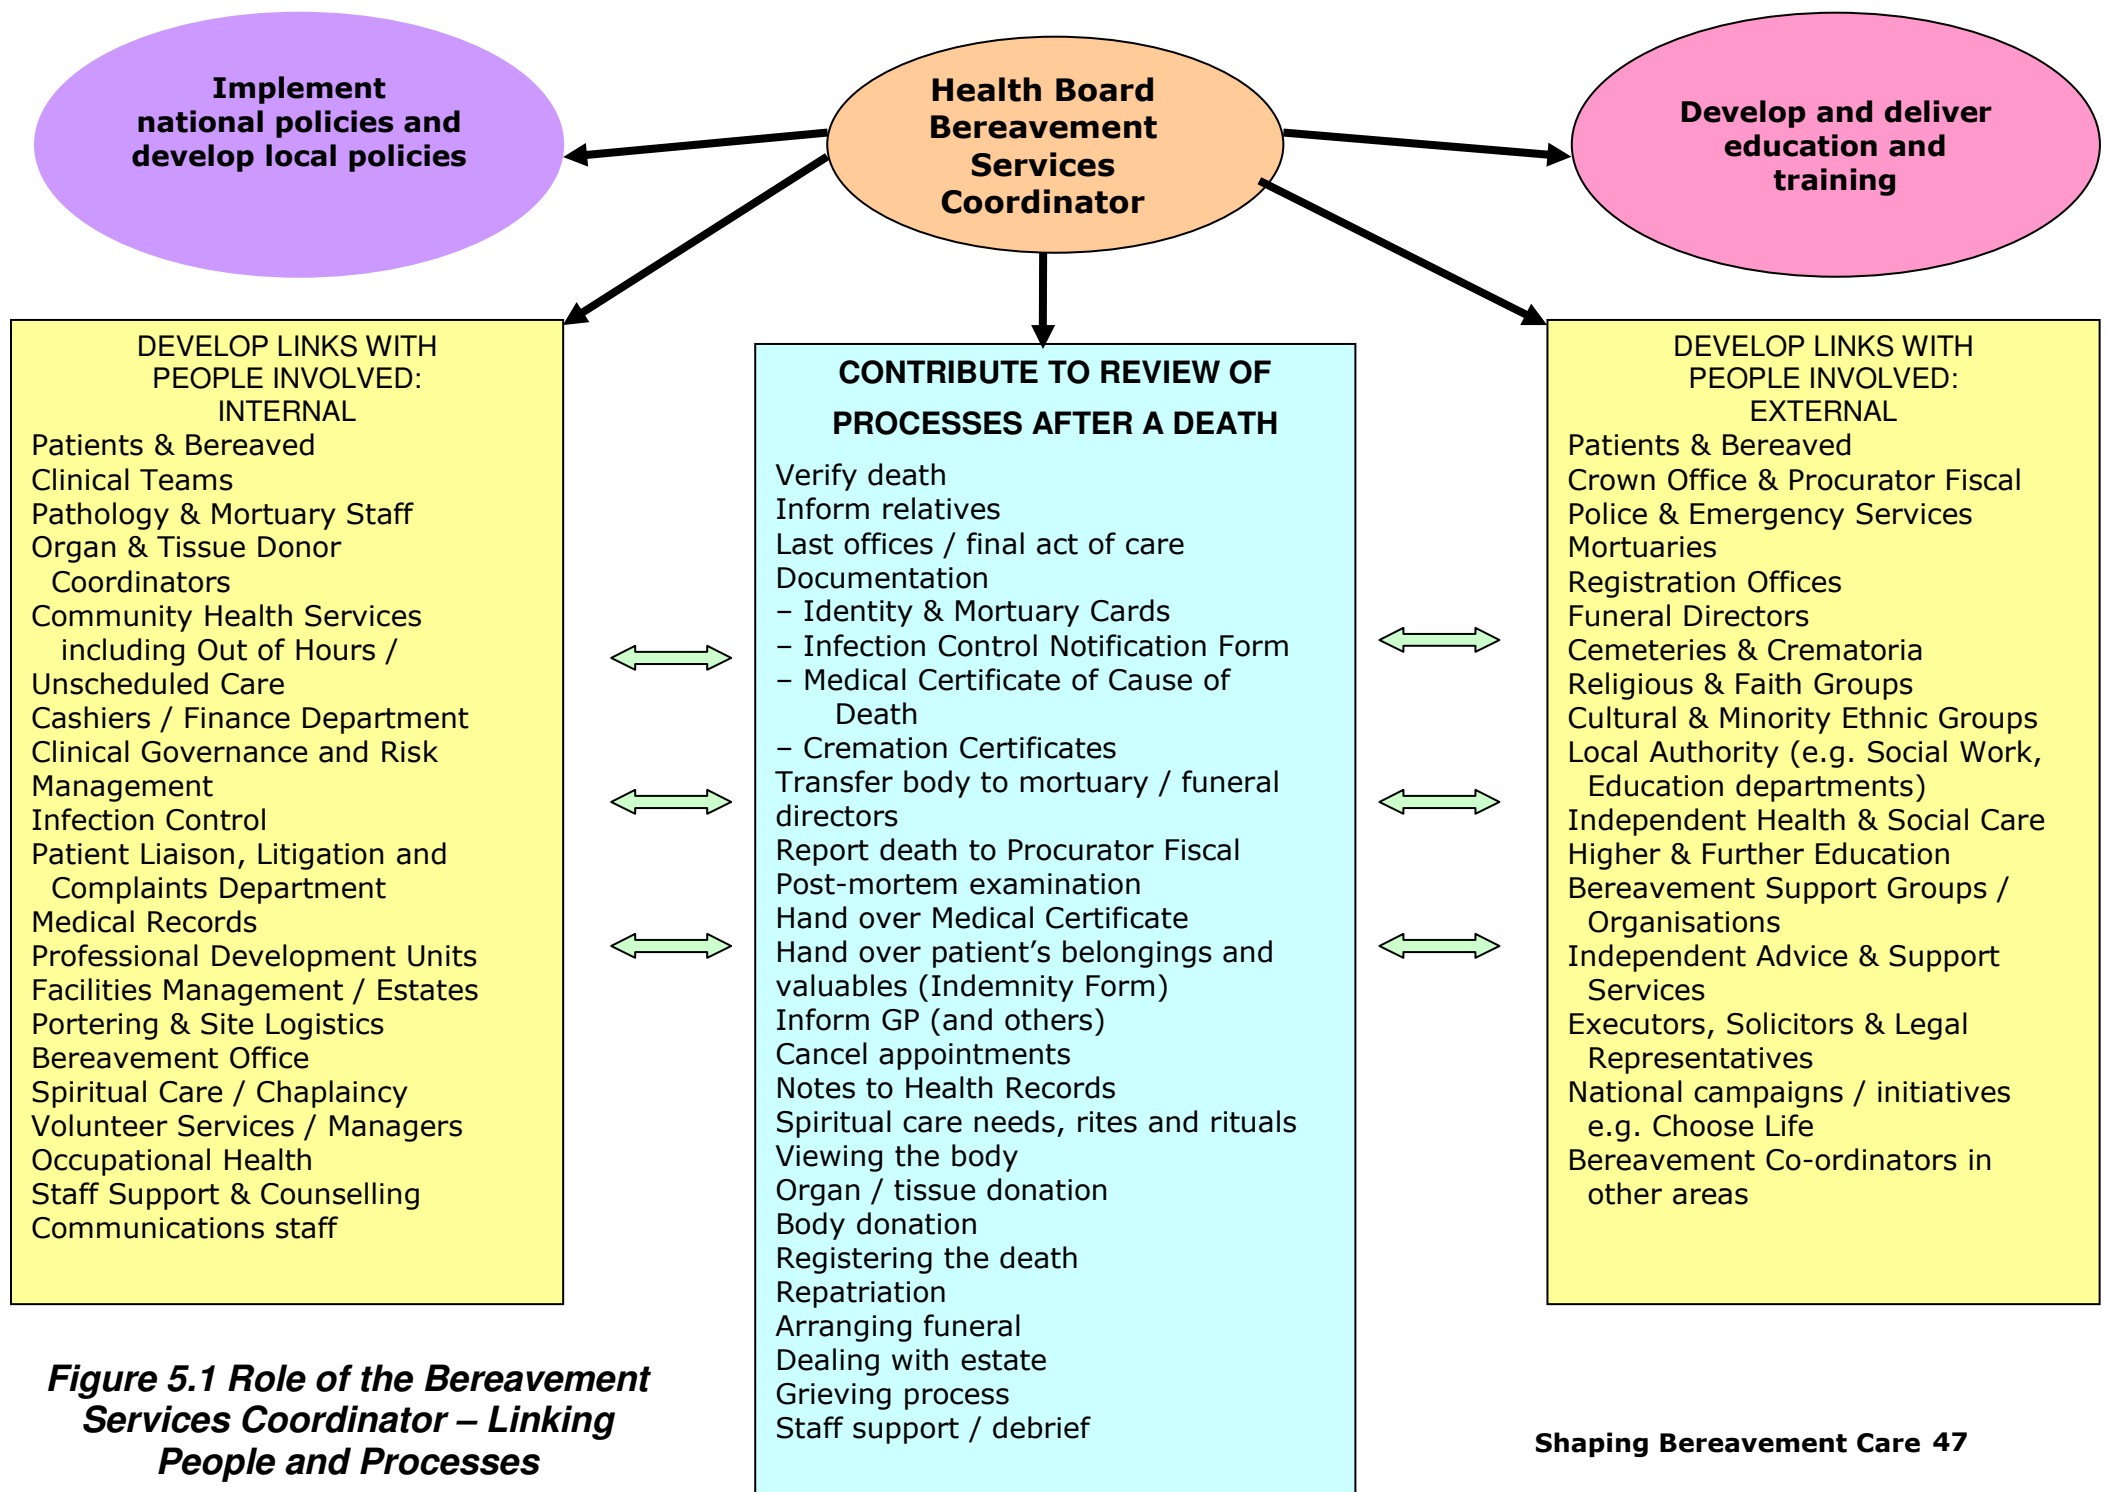 Implement
national policies and
develop local policies
Health Board
Bereavement
Services
Coordinator
Develop and deliver
education and
training
DEVELOP LINKS WITH
PEOPLE INVOLVED:
INTERNAL
Patients & Bereaved
Clinical Teams
Pathology & Mortuary Staff
Organ & Tissue Donor
Coordinators
Community Health Services
including Out of Hours /
Unscheduled Care
Cashiers / Finance Department
Clinical Governance and Risk
Management
Infection Control
Patient Liaison, Litigation and
Complaints Department
Medical Records
Professional Development Units
Facilities Management / Estates
Portering & Site Logistics
Bereavement Office
Spiritual Care / Chaplaincy
Volunteer Services / Managers
Occupational Health
Staff Support & Counselling
Communications staff
CONTRIBUTE TO REVIEW OF
PROCESSES AFTER A DEATH
Verify death
Inform relatives
Last offices / final act of care
Documentation
– Identity & Mortuary Cards
– Infection Control Notification Form
– Medical Certificate of Cause of
Death
– Cremation Certificates
Transfer body to mortuary / funeral
directors
Report death to Procurator Fiscal
Post-mortem examination
Hand over Medical Certificate
Hand over patient’s belongings and
valuables (Indemnity Form)
Inform GP (and others)
Cancel appointments
Notes to Health Records
Spiritual care needs, rites and rituals
Viewing the body
Organ / tissue donation
Body donation
Registering the death
Repatriation
Arranging funeral
Dealing with estate
Grieving process
Staff support / debrief
DEVELOP LINKS WITH
PEOPLE INVOLVED:
EXTERNAL
Patients & Bereaved
Crown Office & Procurator Fiscal
Police & Emergency Services
Mortuaries
Registration Offices
Funeral Directors
Cemeteries & Crematoria
Religious & Faith Groups
Cultural & Minority Ethnic Groups
Local Authority (e.g. Social Work,
Education departments)
Independent Health & Social Care
Higher & Further Education
Bereavement Support Groups /
Organisations
Independent Advice & Support
Services
Executors, Solicitors & Legal
Representatives
National campaigns / initiatives
e.g. Choose Life
Bereavement Co-ordinators in
other areas
Figure 5.1 Role of the Bereavement
Services Coordinator – Linking
People and Processes
Shaping Bereavement Care 47